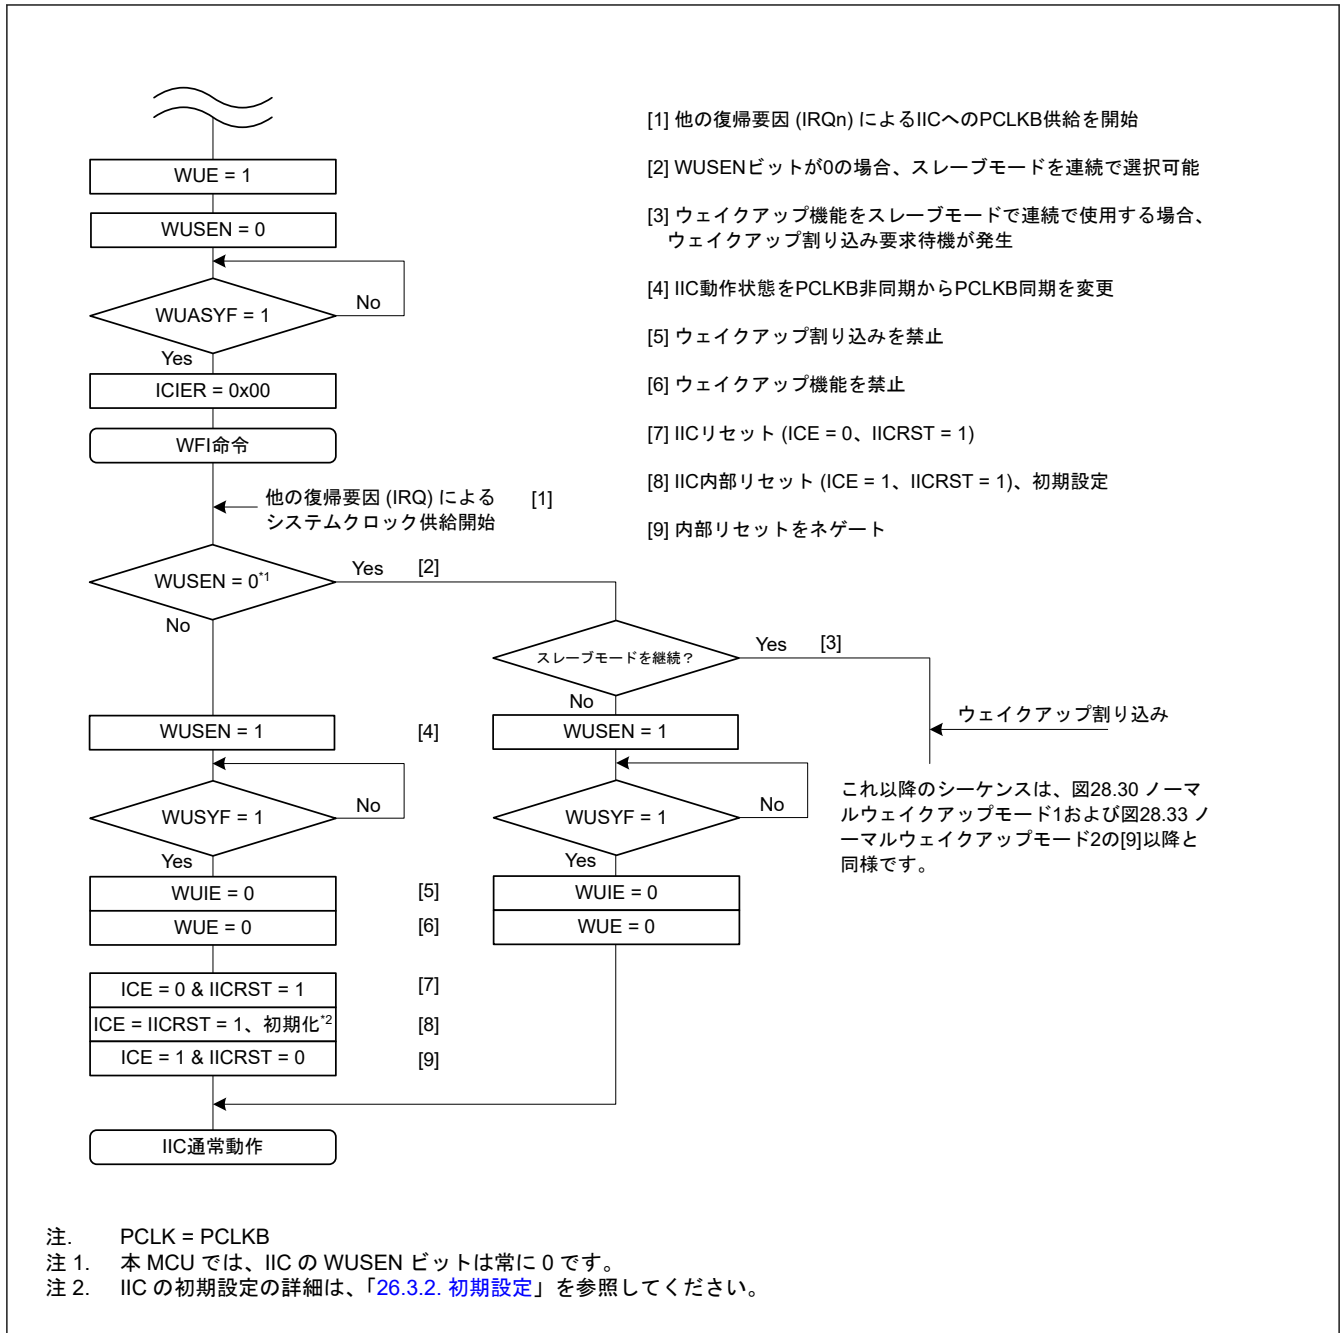 WUE = 1
WUSEN = 0
WUASYF = 1
No
Yes
ICIER = 0x00
WFI命令
他の復帰要因 (IRQ) による
システムクロック供給開始
[1]
WUSEN = 0*1
Yes
[2]
No
スレーブモードを継続？
Yes
[3]
No
ウェイクアップ割り込み
WUSEN = 1
[4]
WUSEN = 1
WUSYF = 1
No
Yes
WUSYF = 1
No
Yes
これ以降のシーケンスは、図28.30 ノーマ
ルウェイクアップモード1および図28.33 ノ
ーマルウェイクアップモード2の[9]以降と
同様です。
WUIE = 0
[5]
WUIE = 0
WUE = 0
[6]
WUE = 0
ICE = 0 & IICRST = 1
[7]
ICE = IICRST = 1、初期化*2
[8]
ICE = 1 & IICRST = 0
[9]
IIC通常動作
[1] 他の復帰要因 (IRQn) によるIICへのPCLKB供給を開始
[2] WUSENビットが0の場合、スレーブモードを連続で選択可能
[3] ウェイクアップ機能をスレーブモードで連続で使用する場合、
ウェイクアップ割り込み要求待機が発生
[4] IIC動作状態をPCLKB非同期からPCLKB同期を変更
[5] ウェイクアップ割り込みを禁止
[6] ウェイクアップ機能を禁止
[7] IICリセット (ICE = 0、IICRST = 1)
[8] IIC内部リセット (ICE = 1、IICRST = 1)、初期設定
[9] 内部リセットをネゲート
注. PCLK = PCLKB
注 1. 本 MCU では、IIC の WUSEN ビットは常に 0 です。
注 2. IIC の初期設定の詳細は、「26.3.2. 初期設定」を参照してください。